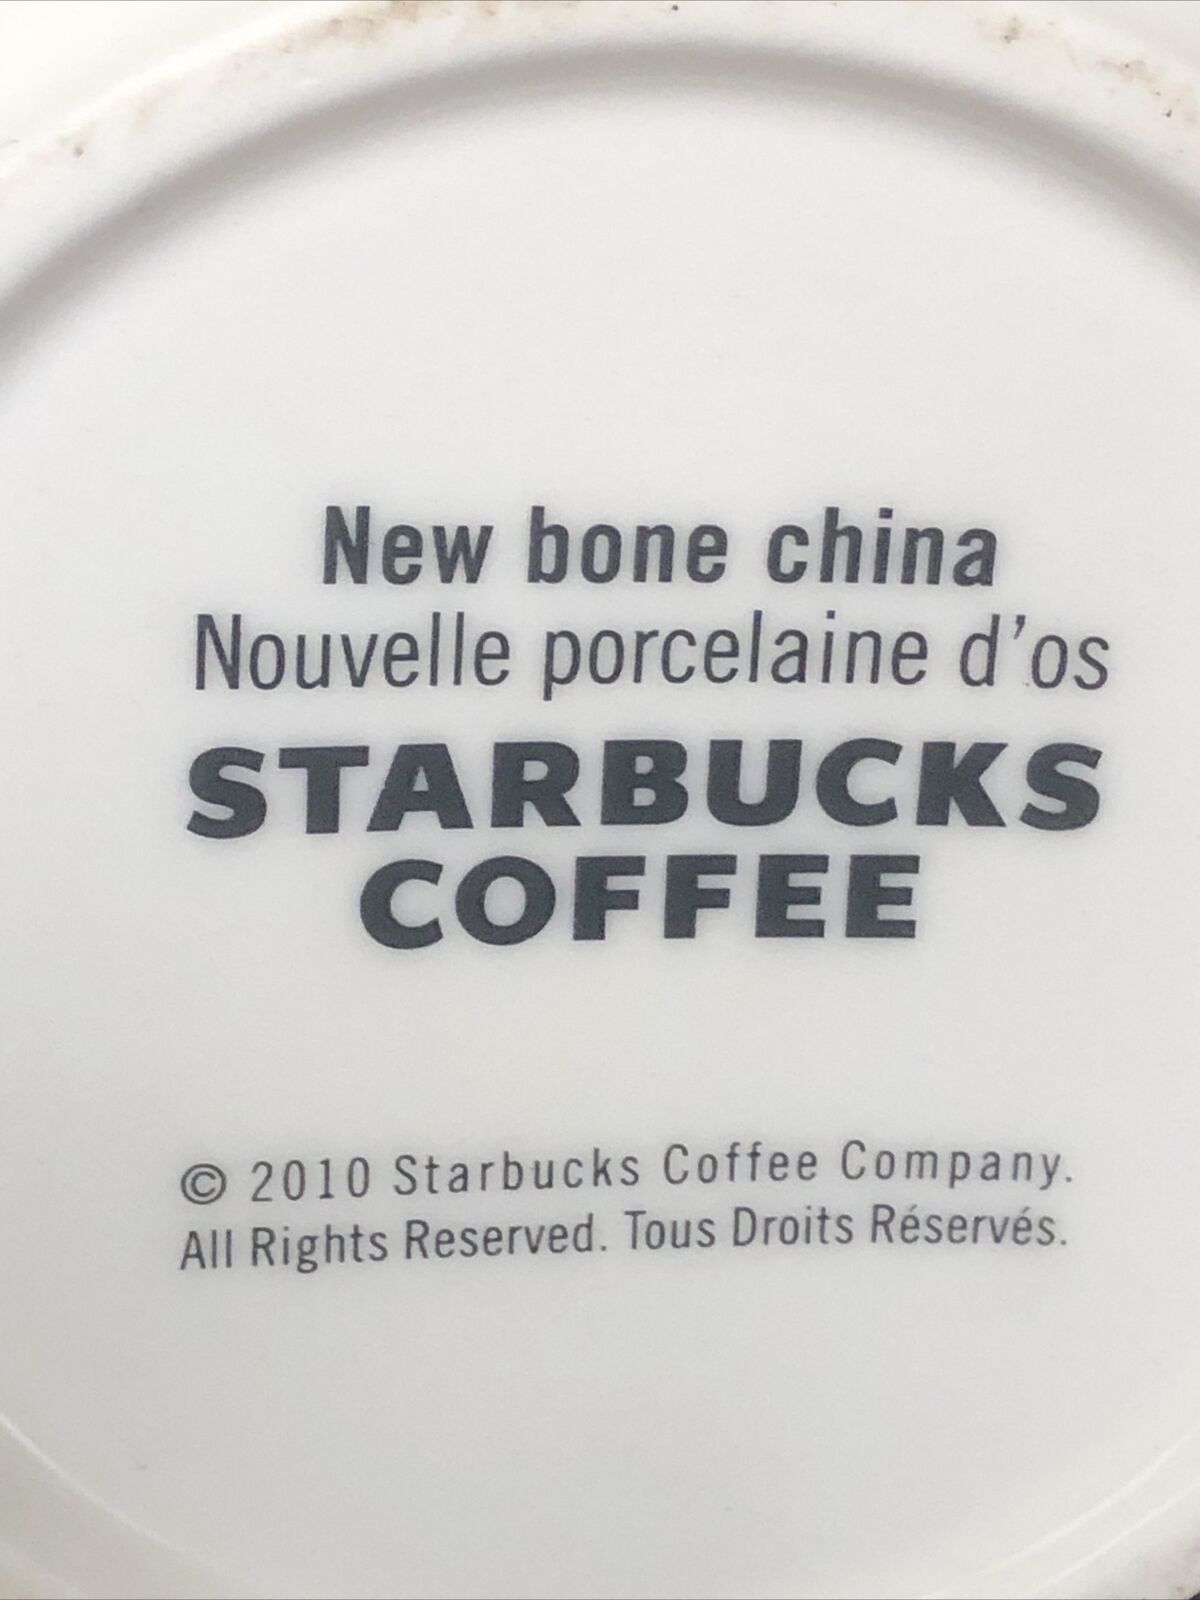 New bone china
Nouvelle porcelaine d'os
STARBUCKS
COFFEE
© 2010 Starbucks Coffee Company.
All Rights Reserved. Tous Droits Réservés.